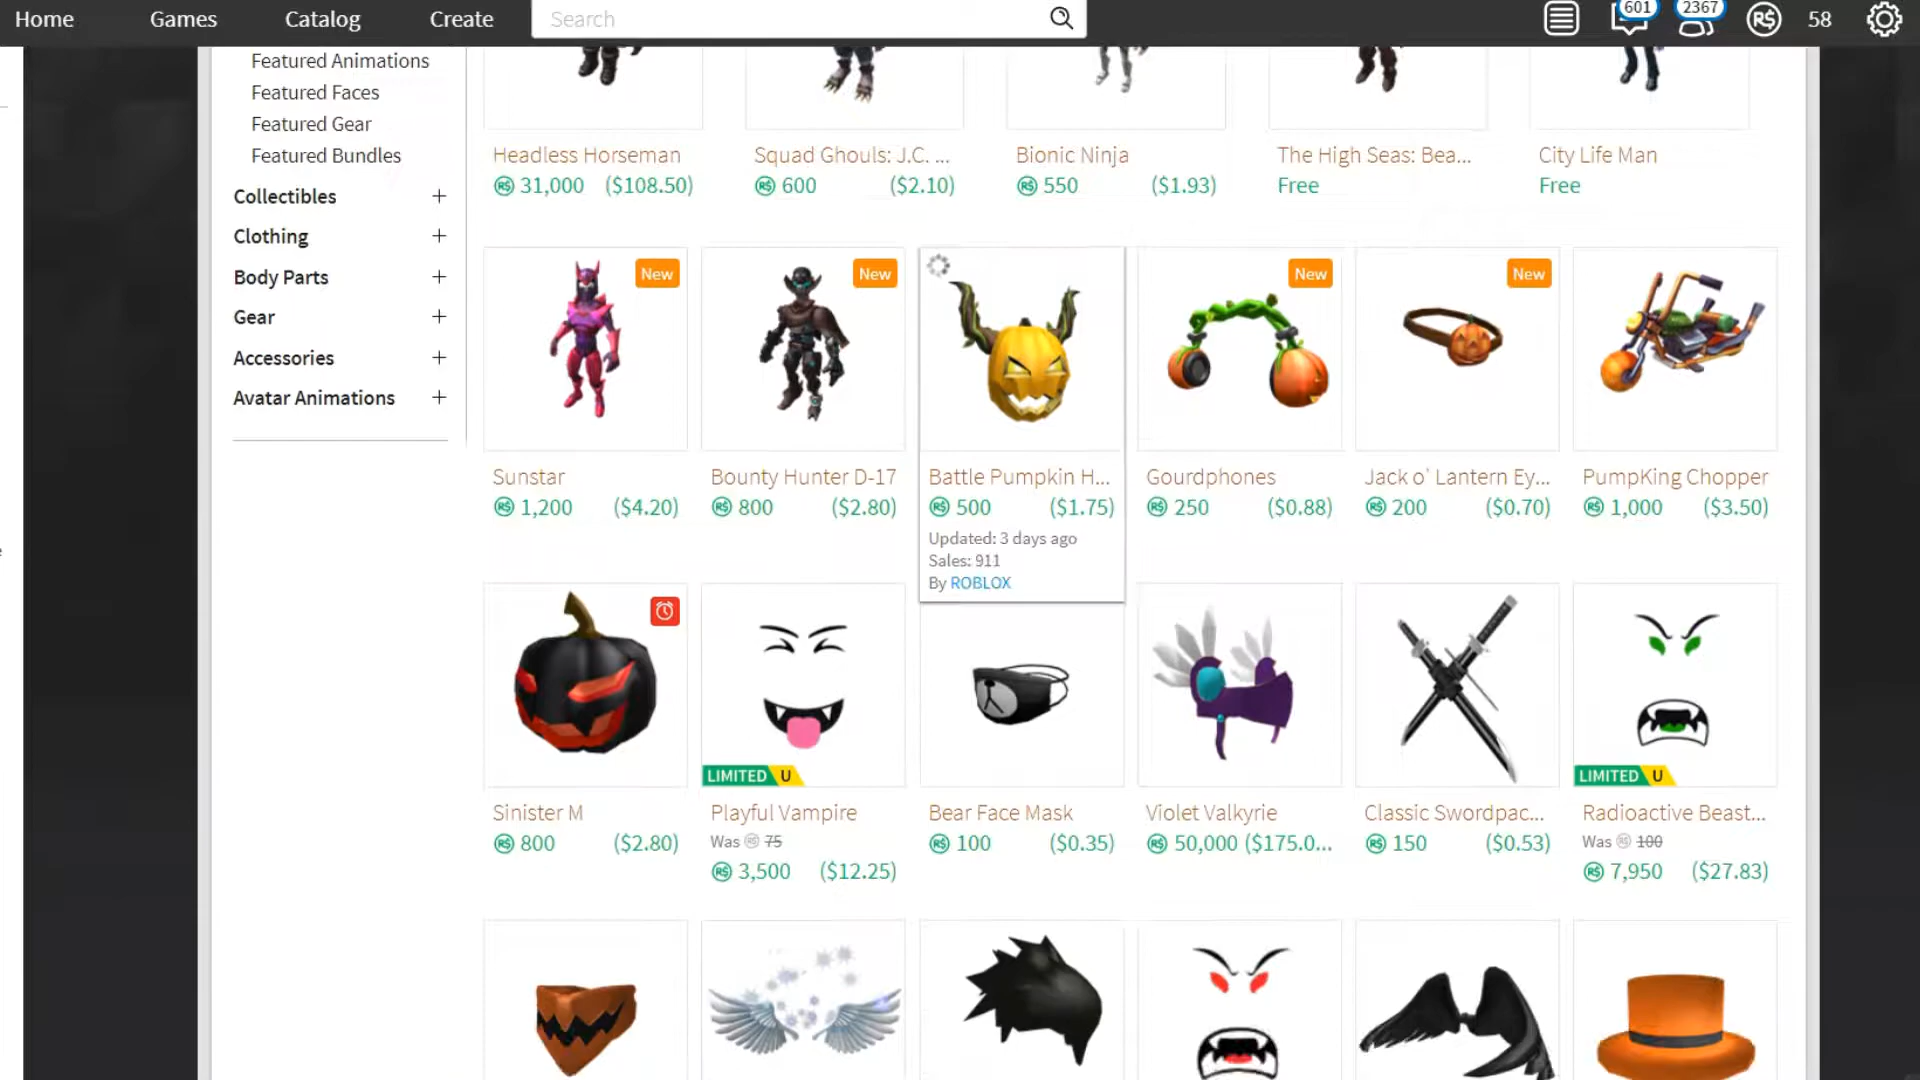 Home Games Catalog Create Search 601 2367 58
Featured Animations
Featured Faces
Featured Gear
Featured Bundles
Collectibles +
Clothing +
Body Parts +
Gear +
Accessories +
Avatar Animations +
Headless Horseman
R$ 31,000 ($108.50)
Squad Ghouls: J.C. ...
R$ 600 ($2.10)
Bionic Ninja
R$ 550 ($1.93)
The High Seas: Bea...
Free
City Life Man
Free
New
Sunstar
R$ 1,200 ($4.20)
New
Bounty Hunter D-17
R$ 800 ($2.80)
Battle Pumpkin H...
R$ 500 ($1.75)
Updated: 3 days ago
Sales: 911
By ROBLOX
New
Gourdphones
R$ 250 ($0.88)
New
Jack o' Lantern Ey...
R$ 200 ($0.70)
PumpKing Chopper
R$ 1,000 ($3.50)
Sinister M
R$ 800 ($2.80)
LIMITED U
Playful Vampire
Was R$ 75
R$ 3,500 ($12.25)
Bear Face Mask
R$ 100 ($0.35)
Violet Valkyrie
R$ 50,000 ($175.0...
Classic Swordpac...
R$ 150 ($0.53)
LIMITED U
Radioactive Beast...
Was R$ 100
R$ 7,950 ($27.83)